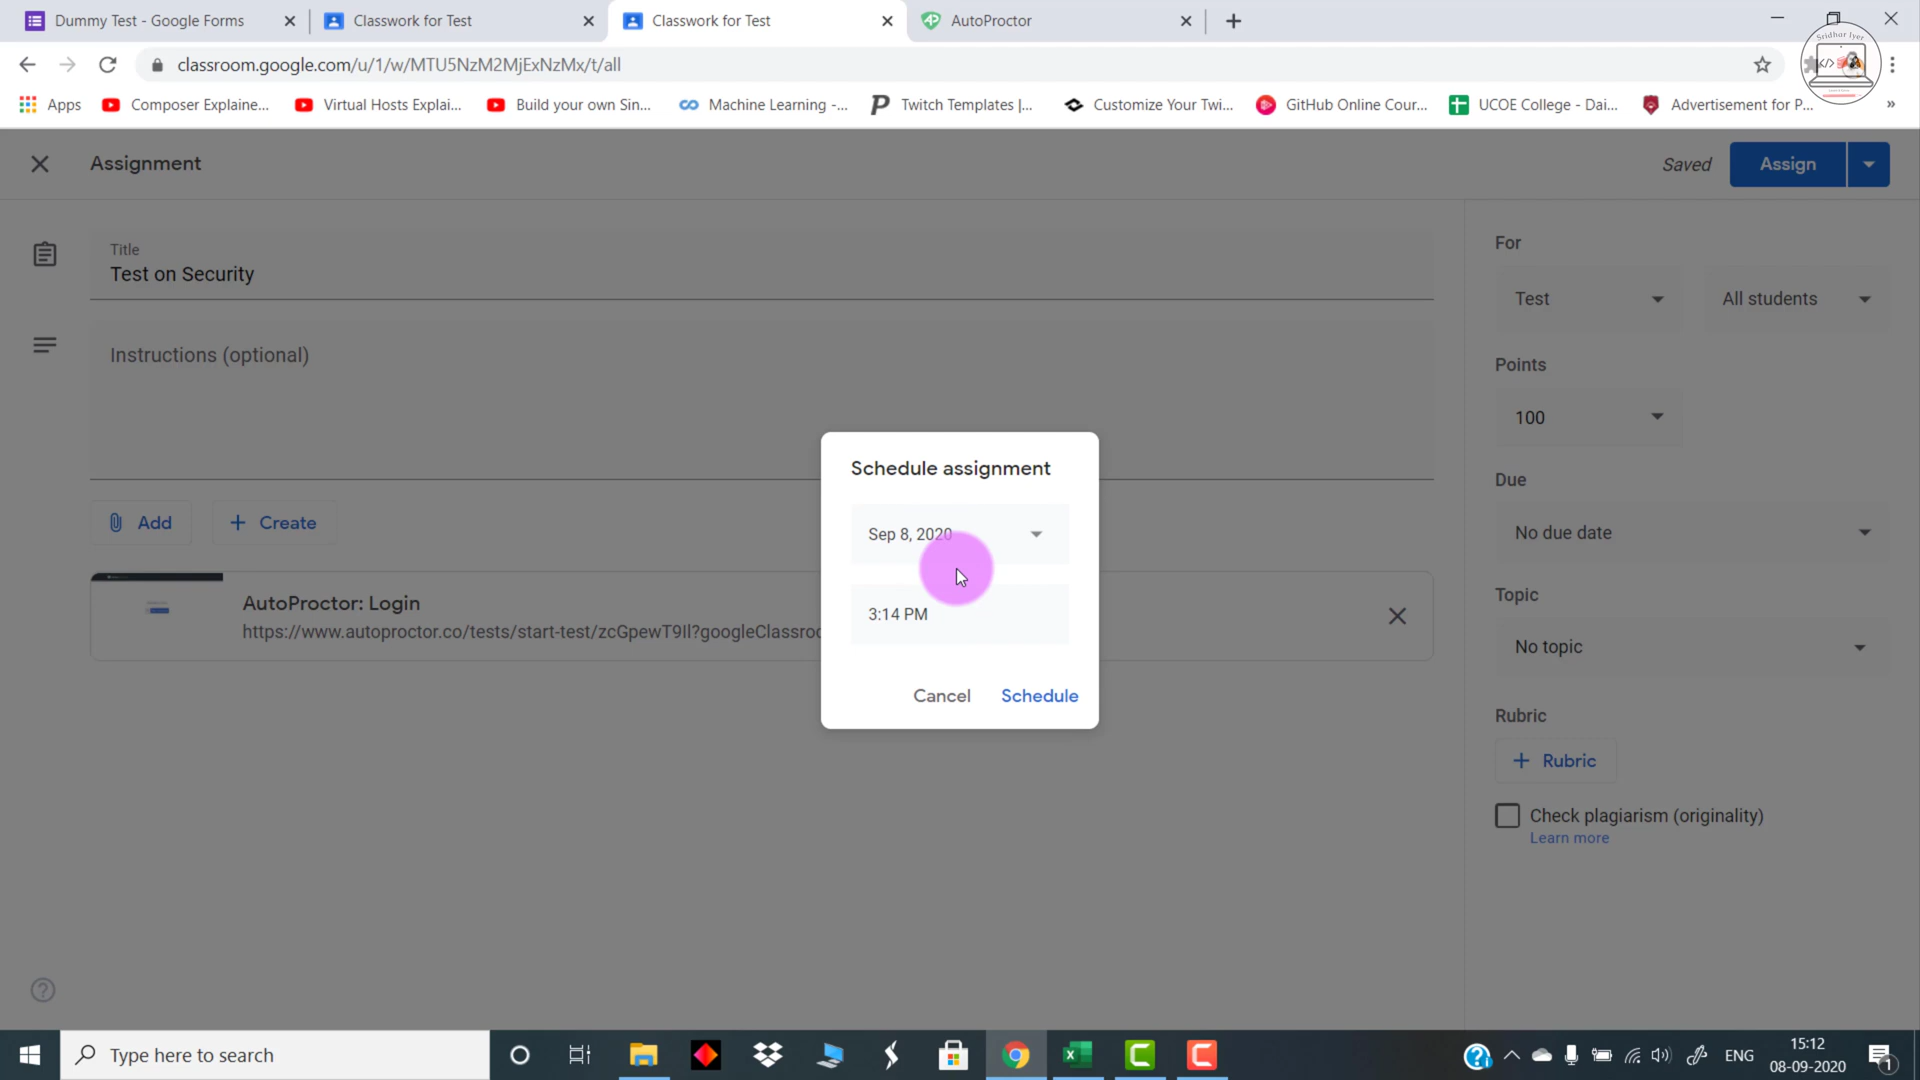 Dummy Test - Google Forms
Classwork for Test
Classwork for Test
AutoProctor
Sridhar Iyer
classroom.google.com/u/1/w/MTU5NzM2MjExNzMx/t/all
Apps
Composer Explaine...
Virtual Hosts Explai...
Build your own Sin...
Machine Learning -...
Twitch Templates |...
Customize Your Twi...
GitHub Online Cour...
UCOE College - Dai...
Advertisement for P...
»
Assignment
Saved
Assign
Title
Test on Security
Instructions (optional)
Add
Create
AutoProctor: Login
https://www.autoproctor.co/tests/start-test/zcGpewT9Il?googleClassroo
For
Test
All students
Points
100
Due
No due date
Topic
No topic
Rubric
Rubric
Check plagiarism (originality)
Learn more
Schedule assignment
Sep 8, 2020
3:14 PM
Cancel
Schedule
Type here to search
ENG
15:12
08-09-2020
1